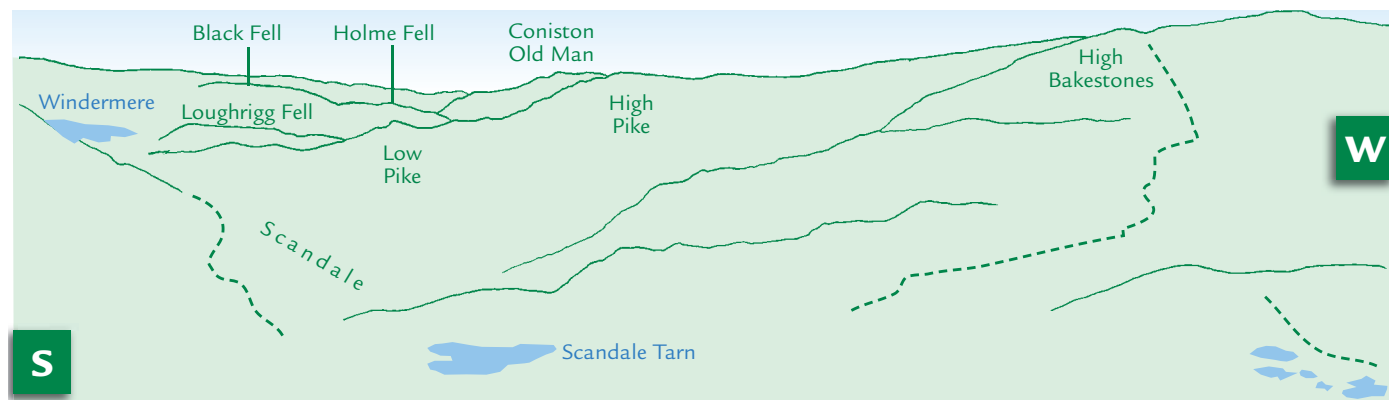 Black Fell
Holme Fell
Coniston
Old Man
High
Bakestones
Windermere
Loughrigg Fell
High
Pike
Low
Pike
W
Scandale
S
Scandale Tarn